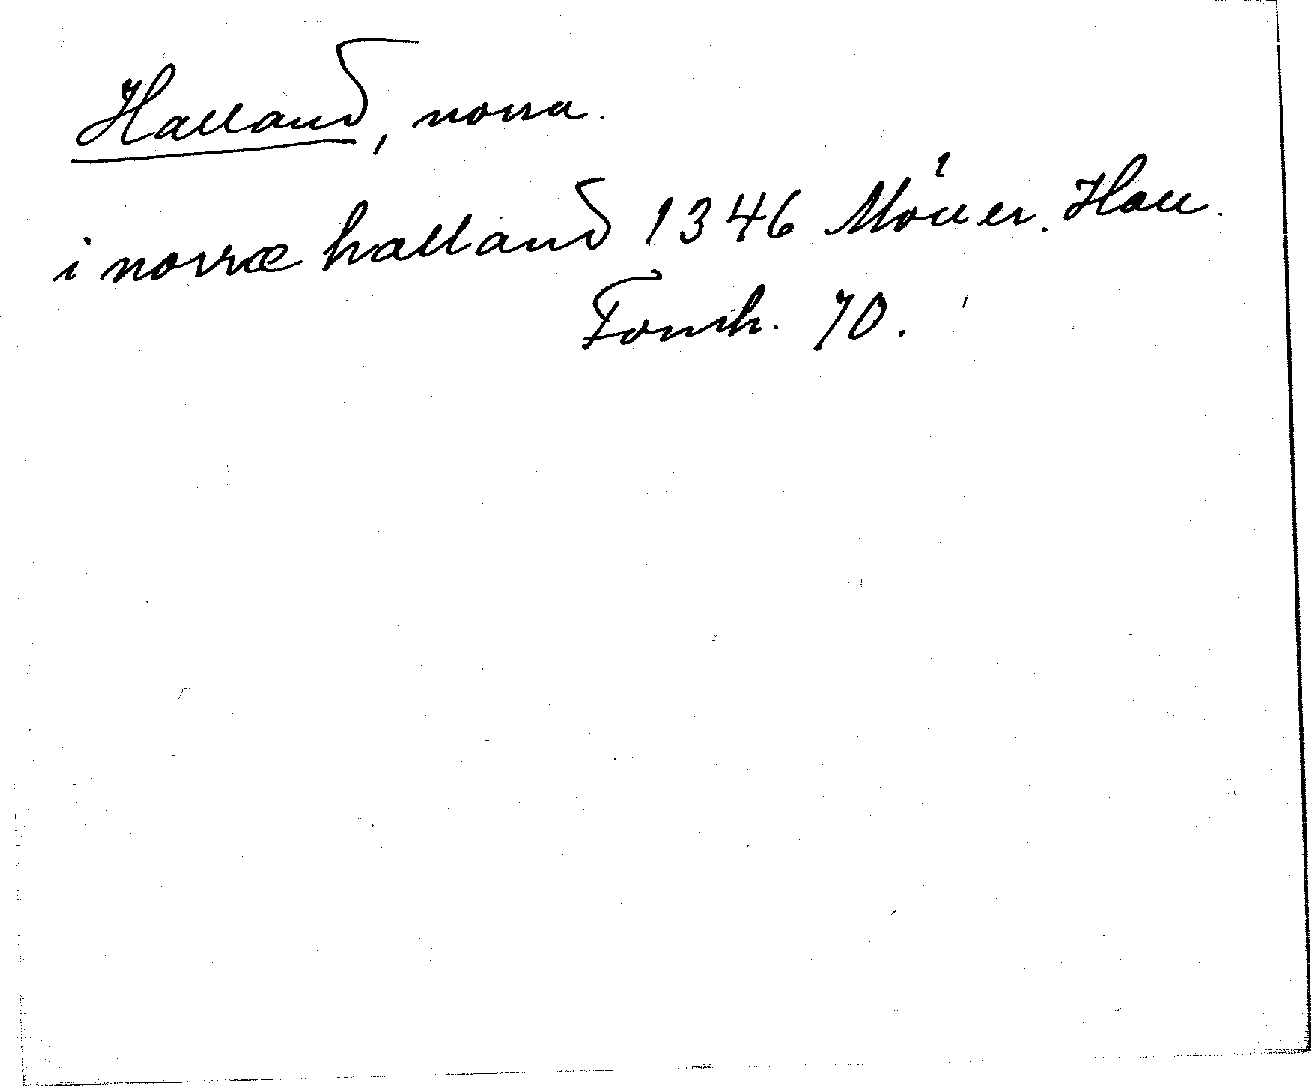 Halland, norra.
i norræ halland 1346 Möller. Hall.
Fornh. 70.